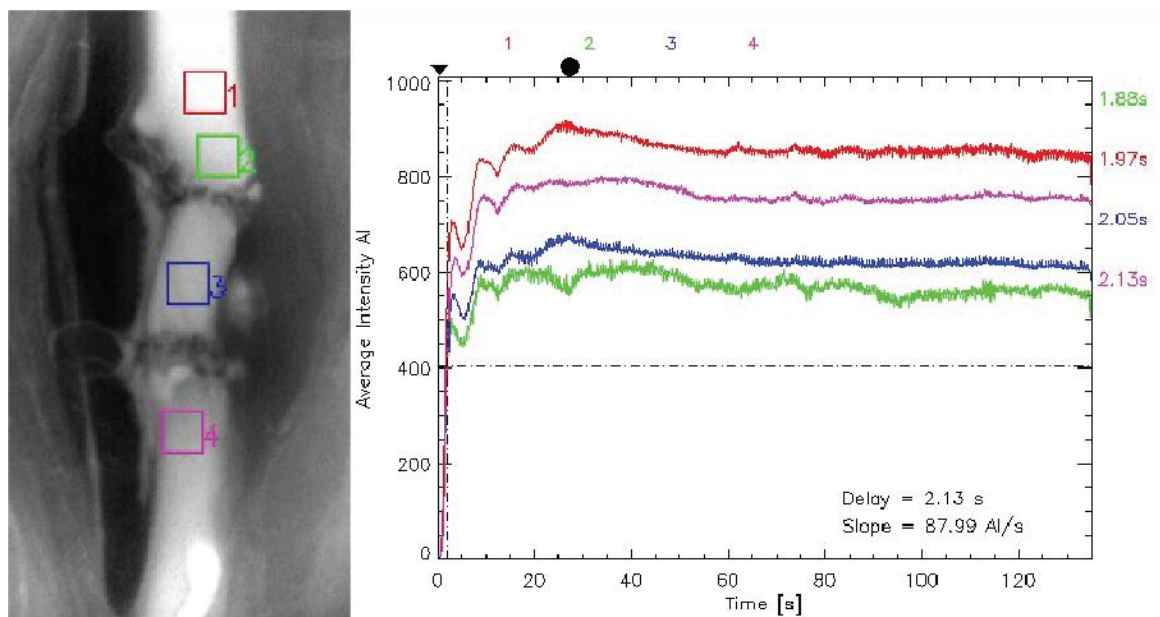 1
2
3
4
1 2 3 4
1000
800
600
400
200
0
Average Intensity AI
0 20 40 60 80 100 120
Time [s]
Delay = 2.13 s
Slope = 87.99 AI/s
1.88s
1.97s
2.05s
2.13s